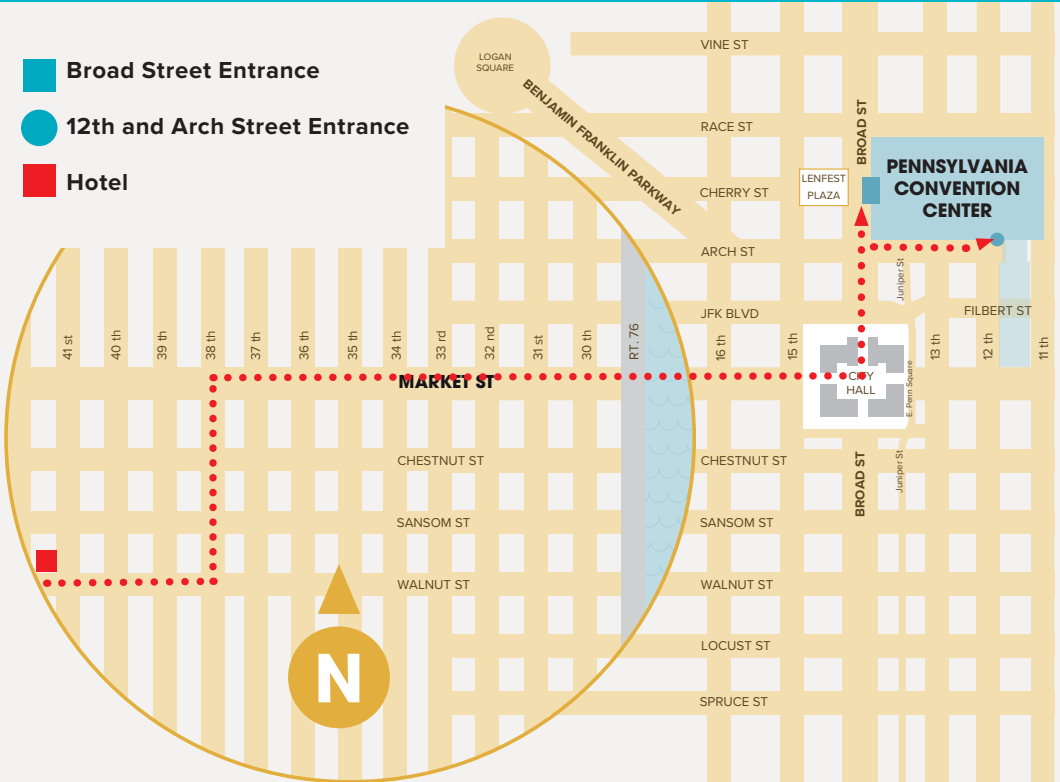 Broad Street Entrance
12th and Arch Street Entrance
Hotel
LOGAN
SQUARE
BENJAMIN FRANKLIN PARKWAY
VINE ST
RACE ST
CHERRY ST
ARCH ST
JFK BLVD
BROAD ST
LENFEST
PLAZA
PENNSYLVANIA
CONVENTION
CENTER
Juniper St
FILBERT ST
41 st
40 th
39 th
38 th
37 th
36 th
35 th
34 th
33 rd
32 nd
31 st
30 th
RT. 76
16 th
15 th
13 th
12 th
11 th
MARKET ST
CITY
HALL
E. Penn Square
CHESTNUT ST
CHESTNUT ST
BROAD ST
Juniper St
SANSOM ST
SANSOM ST
WALNUT ST
WALNUT ST
LOCUST ST
SPRUCE ST
N